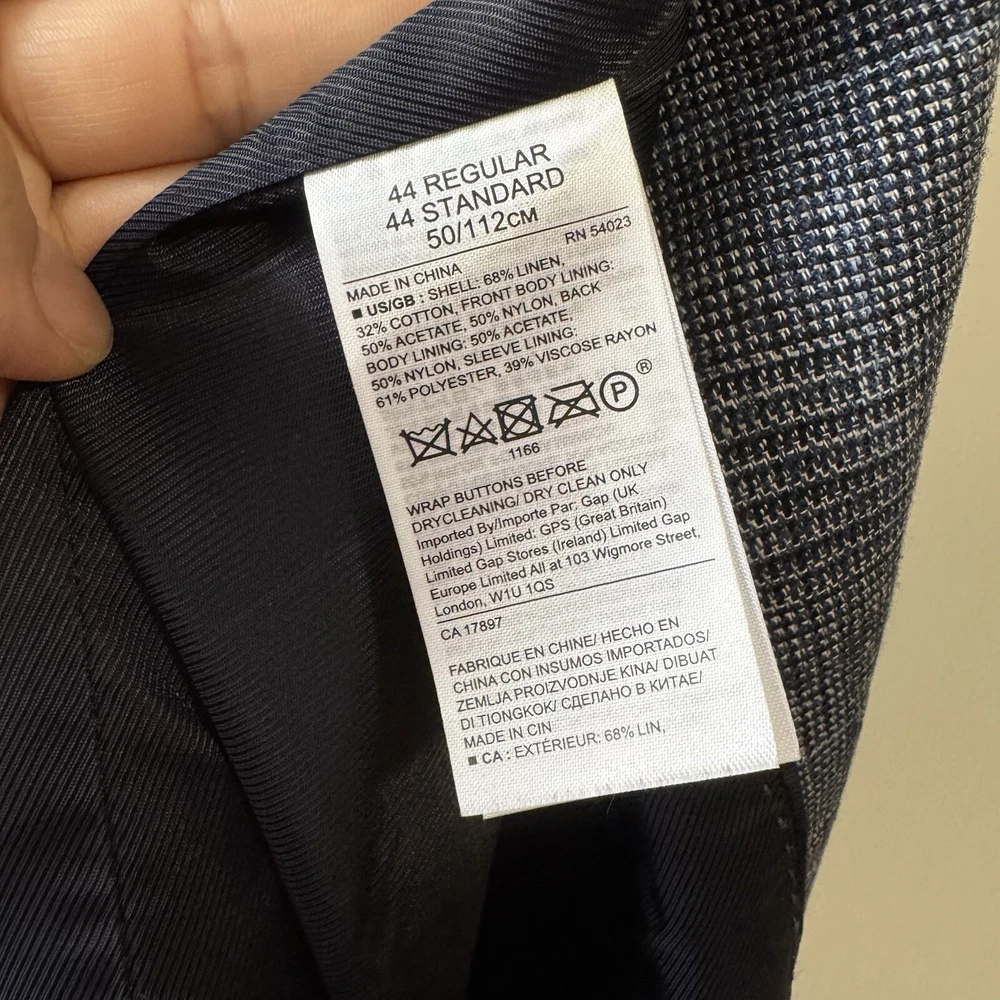 44 REGULAR
44 STANDARD
50/112CM
RN 54023
MADE IN CHINA
■ US/GB : SHELL: 68% LINEN,
32% COTTON, FRONT BODY LINING:
50% ACETATE, 50% NYLON, BACK
BODY LINING: 50% ACETATE,
50% NYLON, SLEEVE LINING:
61% POLYESTER, 39% VISCOSE RAYON
P ®
1166
WRAP BUTTONS BEFORE
DRYCLEANING/ DRY CLEAN ONLY
Imported By/Importe Par: Gap (UK
Holdings) Limited: GPS (Great Britain)
Limited Gap Stores (Ireland) Limited Gap
Europe Limited All at 103 Wigmore Street,
London, W1U 1QS
CA 17897
FABRIQUE EN CHINE/ HECHO EN
CHINA CON INSUMOS IMPORTADOS/
ZEMLJA PROIZVODNJE KINA/ DIBUAT
DI TIONGKOK/ СДЕЛАНО В КИТАЕ/
MADE IN CIN
■ CA : EXTÉRIEUR: 68% LIN,